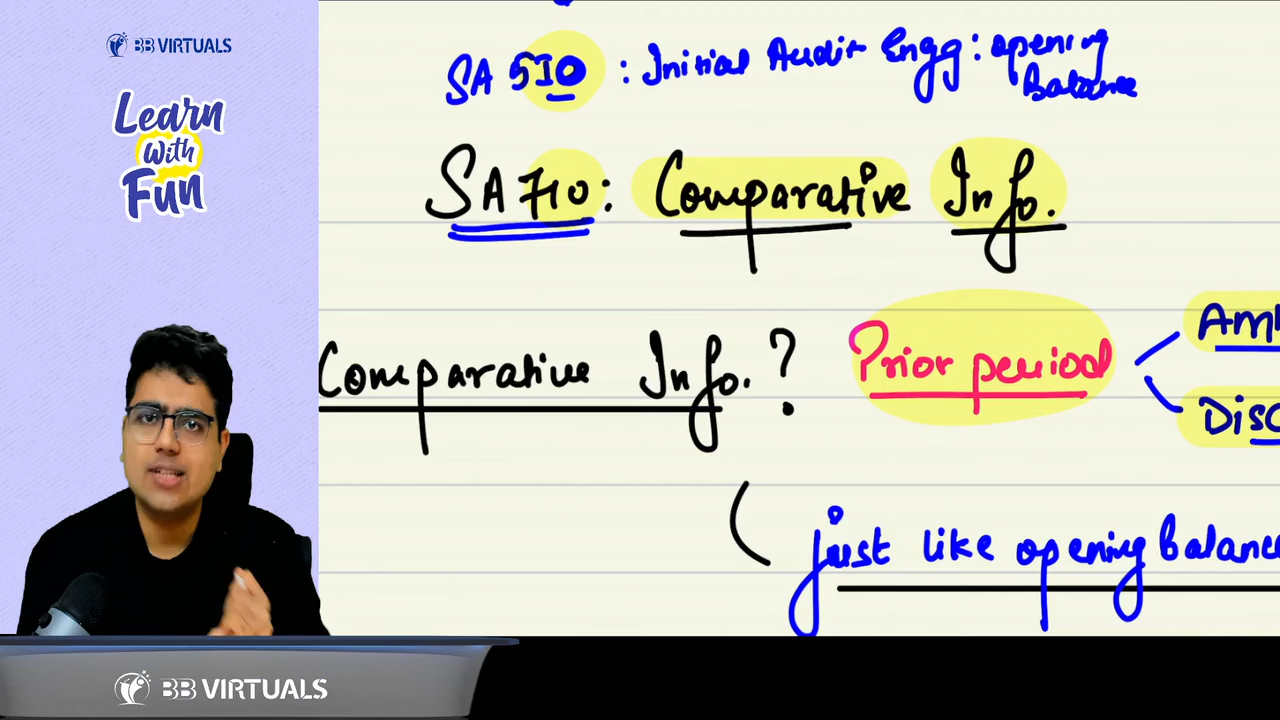 BB VIRTUALS
Learn
With
Fun
SA 510 : Initial Audit Engg : opening
Balance
SA 710 : Comparative Info.
Comparative Info. ? Prior period
just like opening balance
BB VIRTUALS